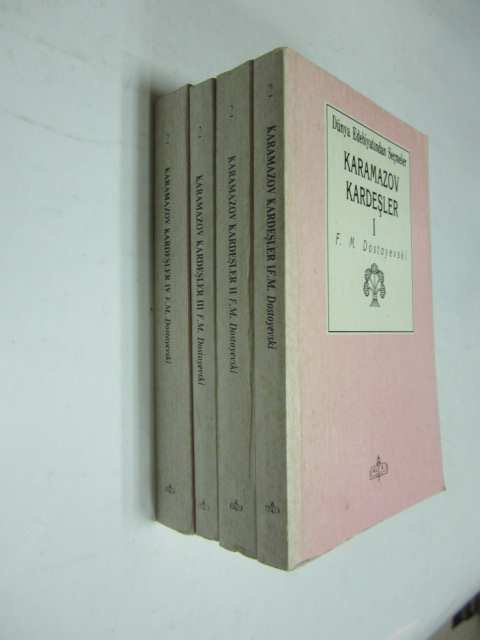 Dünya Edebiyatından Seçmeler
KARAMAZOV
KARDEŞLER
I
F. M. Dostoyevski
2
KARAMAZOV KARDEŞLER I F.M. Dostoyevski
2
KARAMAZOV KARDEŞLER II F.M. Dostoyevski
2
KARAMAZOV KARDEŞLER III F.M. Dostoyevski
2
KARAMAZOV KARDEŞLER IV F.M. Dostoyevski